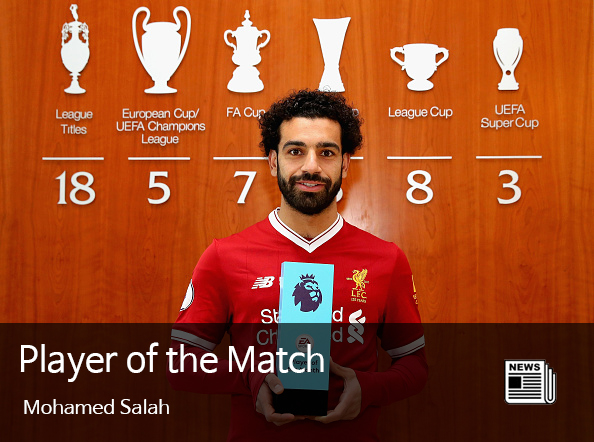 League
Titles
European Cup/
UEFA Champions
League
FA Cup
League Cup
UEFA
Super Cup
18
5
7
8
3
L.F.C.
EA
Player of the Match
Mohamed Salah
NEWS